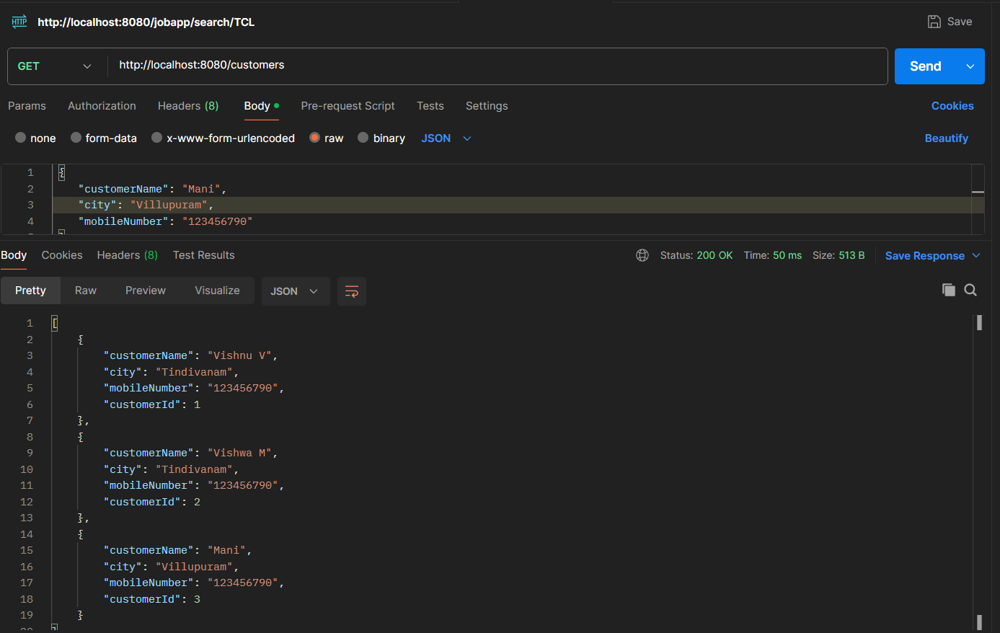 HTTP http://localhost:8080/jobapp/search/TCL Save
GET http://localhost:8080/customers Send
Params Authorization Headers (8) Body Pre-request Script Tests Settings Cookies
none form-data x-www-form-urlencoded raw binary JSON Beautify
1 {
2 "customerName": "Mani",
3 "city": "Villupuram",
4 "mobileNumber": "123456790"
5 }
Body Cookies Headers (8) Test Results Status: 200 OK Time: 50 ms Size: 513 B Save Response
Pretty Raw Preview Visualize JSON
1 [
2 {
3 "customerName": "Vishnu V",
4 "city": "Tindivanam",
5 "mobileNumber": "123456790",
6 "customerId": 1
7 },
8 {
9 "customerName": "Vishwa M",
10 "city": "Tindivanam",
11 "mobileNumber": "123456790",
12 "customerId": 2
13 },
14 {
15 "customerName": "Mani",
16 "city": "Villupuram",
17 "mobileNumber": "123456790",
18 "customerId": 3
19 }
20 ]